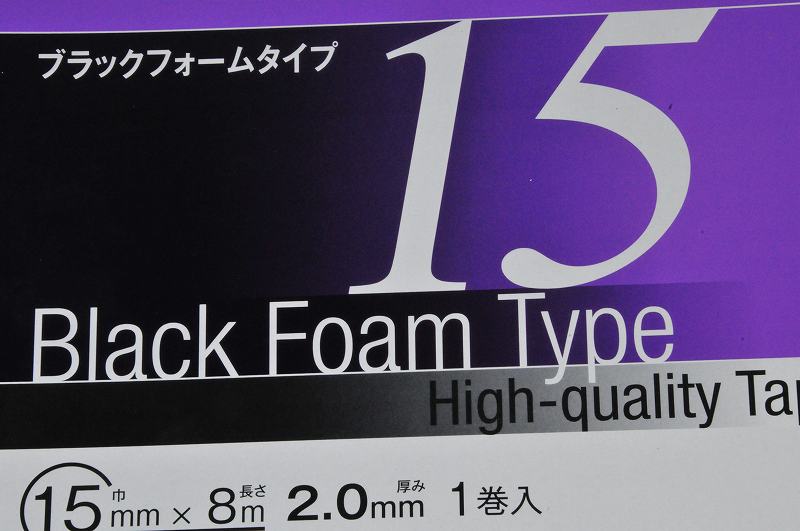 ブラックフォームタイプ
15
Black Foam Type
High-quality
15巾mm × 8長さm 2.0厚みmm 1巻入